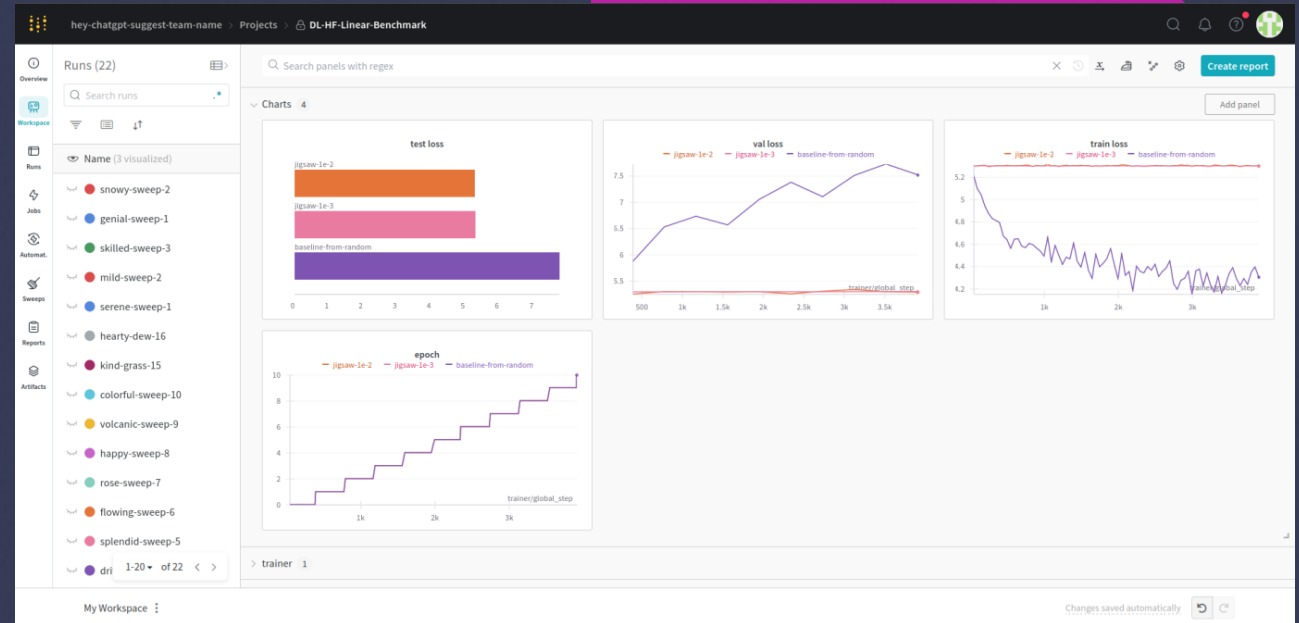 hey-chatgpt-suggest-team-name > Projects > DL-HF-Linear-Benchmark
Overview
Workspace
Runs
Jobs
Automat.
Sweeps
Reports
Artifacts
Runs (22)
Search runs
.*
Name (3 visualized)
snowy-sweep-2
genial-sweep-1
skilled-sweep-3
mild-sweep-2
serene-sweep-1
hearty-dew-16
kind-grass-15
colorful-sweep-10
volcanic-sweep-9
happy-sweep-8
rose-sweep-7
flowing-sweep-6
splendid-sweep-5
dri
1-20 of 22 < >
Search panels with regex
Create report
Charts 4
Add panel
test loss
jigsaw-1e-2
jigsaw-1e-3
baseline-from-random
0 1 2 3 4 5 6 7
val loss
jigsaw-1e-2 jigsaw-1e-3 baseline-from-random
7.5
7
6.5
6
5.5
trainer/global_step
500 1k 1.5k 2k 2.5k 3k 3.5k
train loss
jigsaw-1e-2 jigsaw-1e-3 baseline-from-random
5.2
5
4.8
4.6
4.4
4.2
trainer/global_step
1k 2k 3k
epoch
jigsaw-1e-2 jigsaw-1e-3 baseline-from-random
10
8
6
4
2
0
trainer/global_step
1k 2k 3k
trainer 1
My Workspace
Changes saved automatically